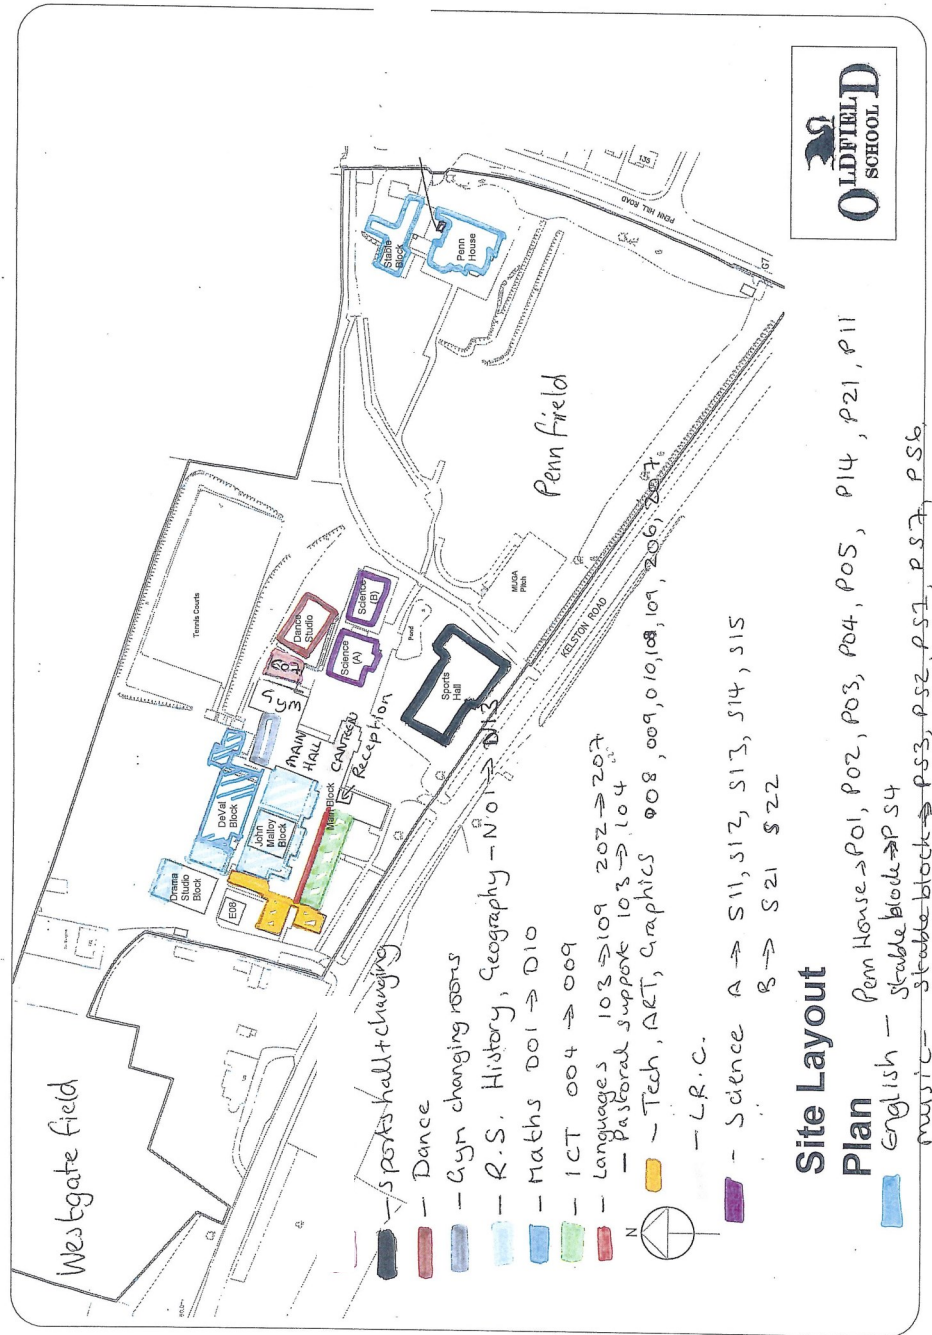 Westgate field
Tennis Courts
Drama
Studio
Block
DeVal
Block
E08
John
Malloy
Block
MAIN
HALL
Gym
CO7
Dance
Studio
Science
(A)
Science
(B)
CANTEEN
Reception
Main Block
Pond
Sports
Hall
MUGA
Pitch
KELSTON ROAD
Stable
Block
Penn
House
Penn field
PENN HILL ROAD
135
G7
- sports hall + changing
- Dance
- Gym changing rooms
- R.S. History, Geography - N01 → D13
- Maths D01 → D10
- ICT 004 → 009
- Languages 103 → 109 202 → 207
- Pastoral support 103 → 104
- Tech, ART, Graphics 008, 009, 010, 108, 109, 206, 207
- L.R.C.
N
- Science A → S11, S12, S13, S14, S15
B → S21 S22
Site Layout
Plan
English - Penn House → P01, P02, P03, P04, P05, P14, P21, P11
Stable block → PS4
music - Stable block → PS3, PS2, PS1, PS7, PS6
OLDFIELD
SCHOOL